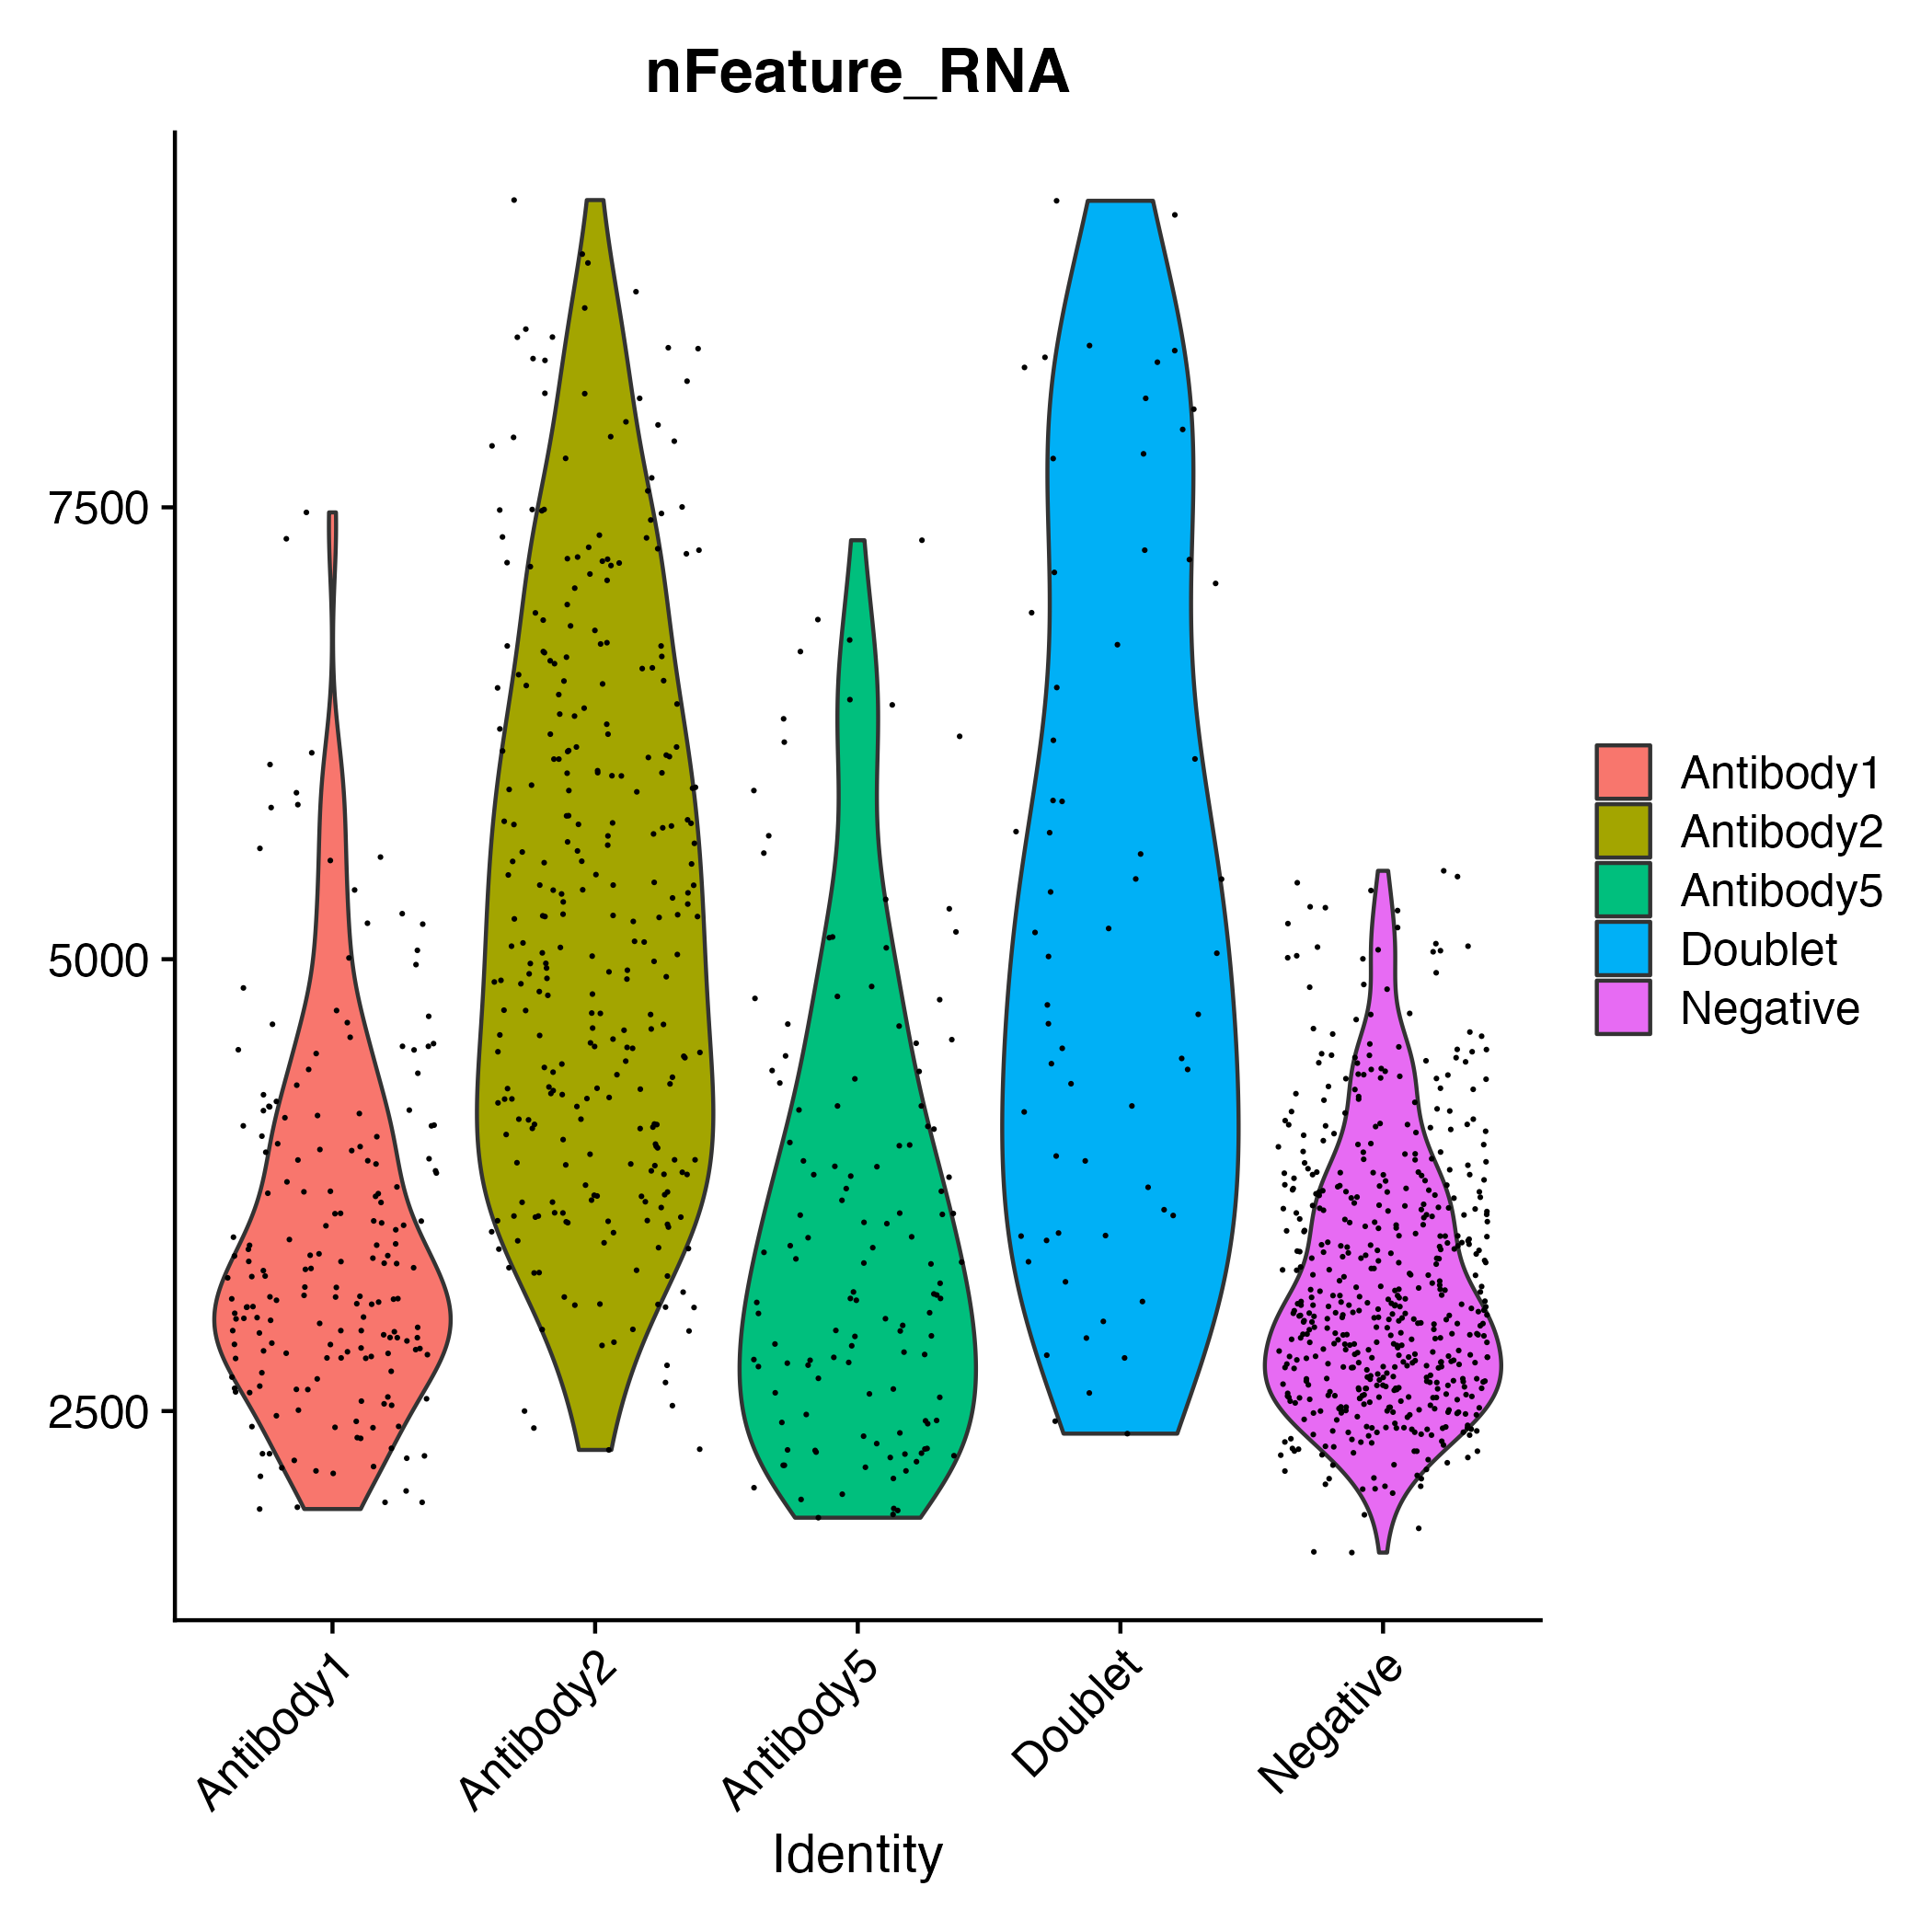 nFeature_RNA
7500
5000
2500
Antibody1
Antibody2
Antibody5
Doublet
Negative
Identity
Antibody1
Antibody2
Antibody5
Doublet
Negative